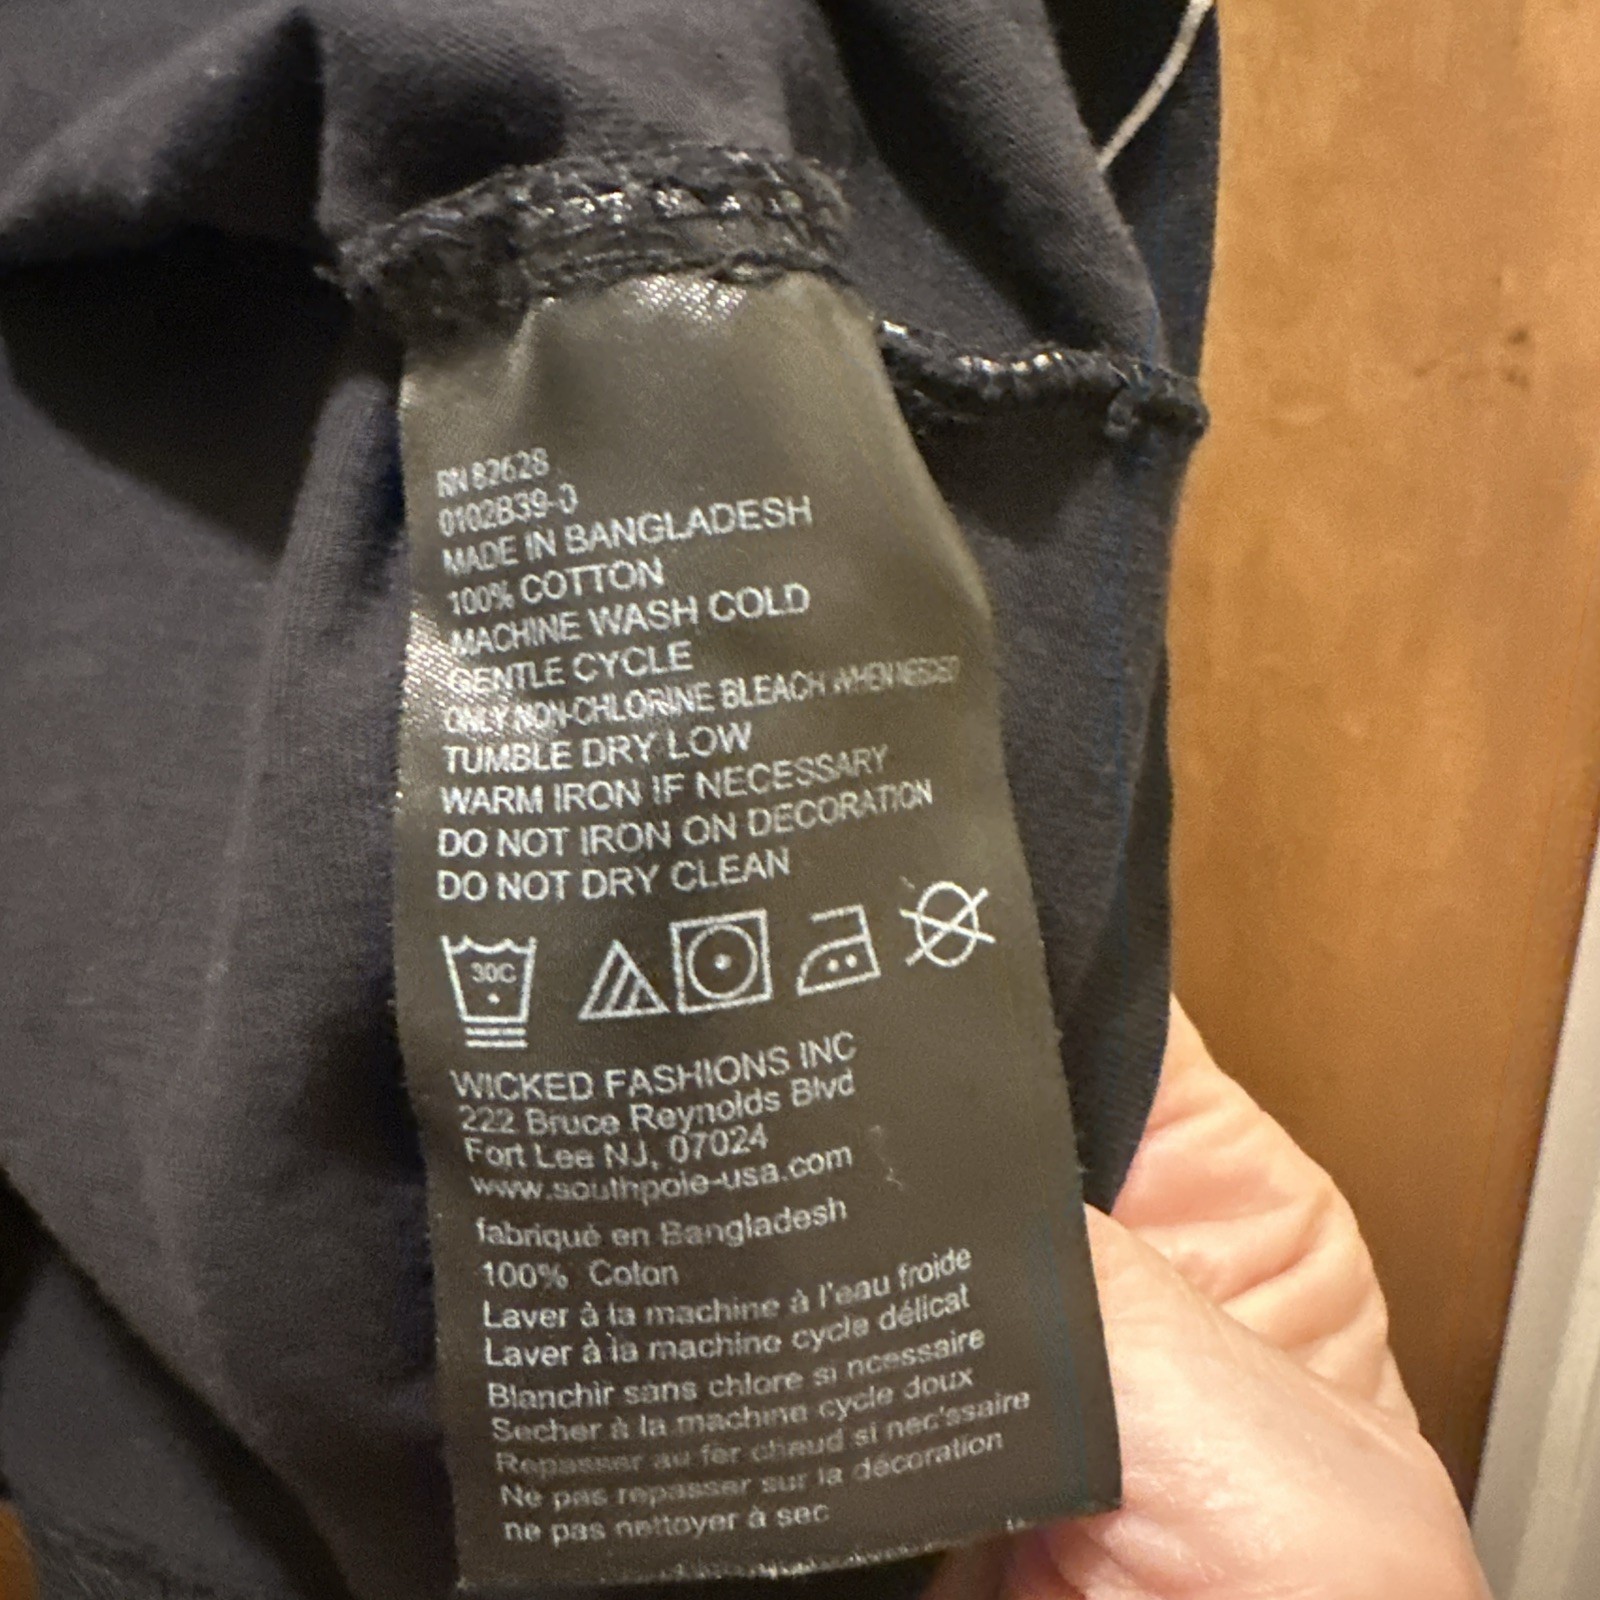 RN 82628
0102B39-0
MADE IN BANGLADESH
100% COTTON
MACHINE WASH COLD
GENTLE CYCLE
ONLY NON-CHLORINE BLEACH WHEN NEEDED
TUMBLE DRY LOW
WARM IRON IF NECESSARY
DO NOT IRON ON DECORATION
DO NOT DRY CLEAN
30C
WICKED FASHIONS INC
222 Bruce Reynolds Blvd
Fort Lee NJ, 07024
www.southpole-usa.com
fabriqué en Bangladesh
100% Coton
Laver à la machine à l'eau froide
Laver à la machine cycle délicat
Blanchir sans chlore si ncessaire
Secher à la machine cycle doux
Repasser au fer chaud si nec'ssaire
Ne pas repasser sur la décoration
ne pas nettoyer à sec